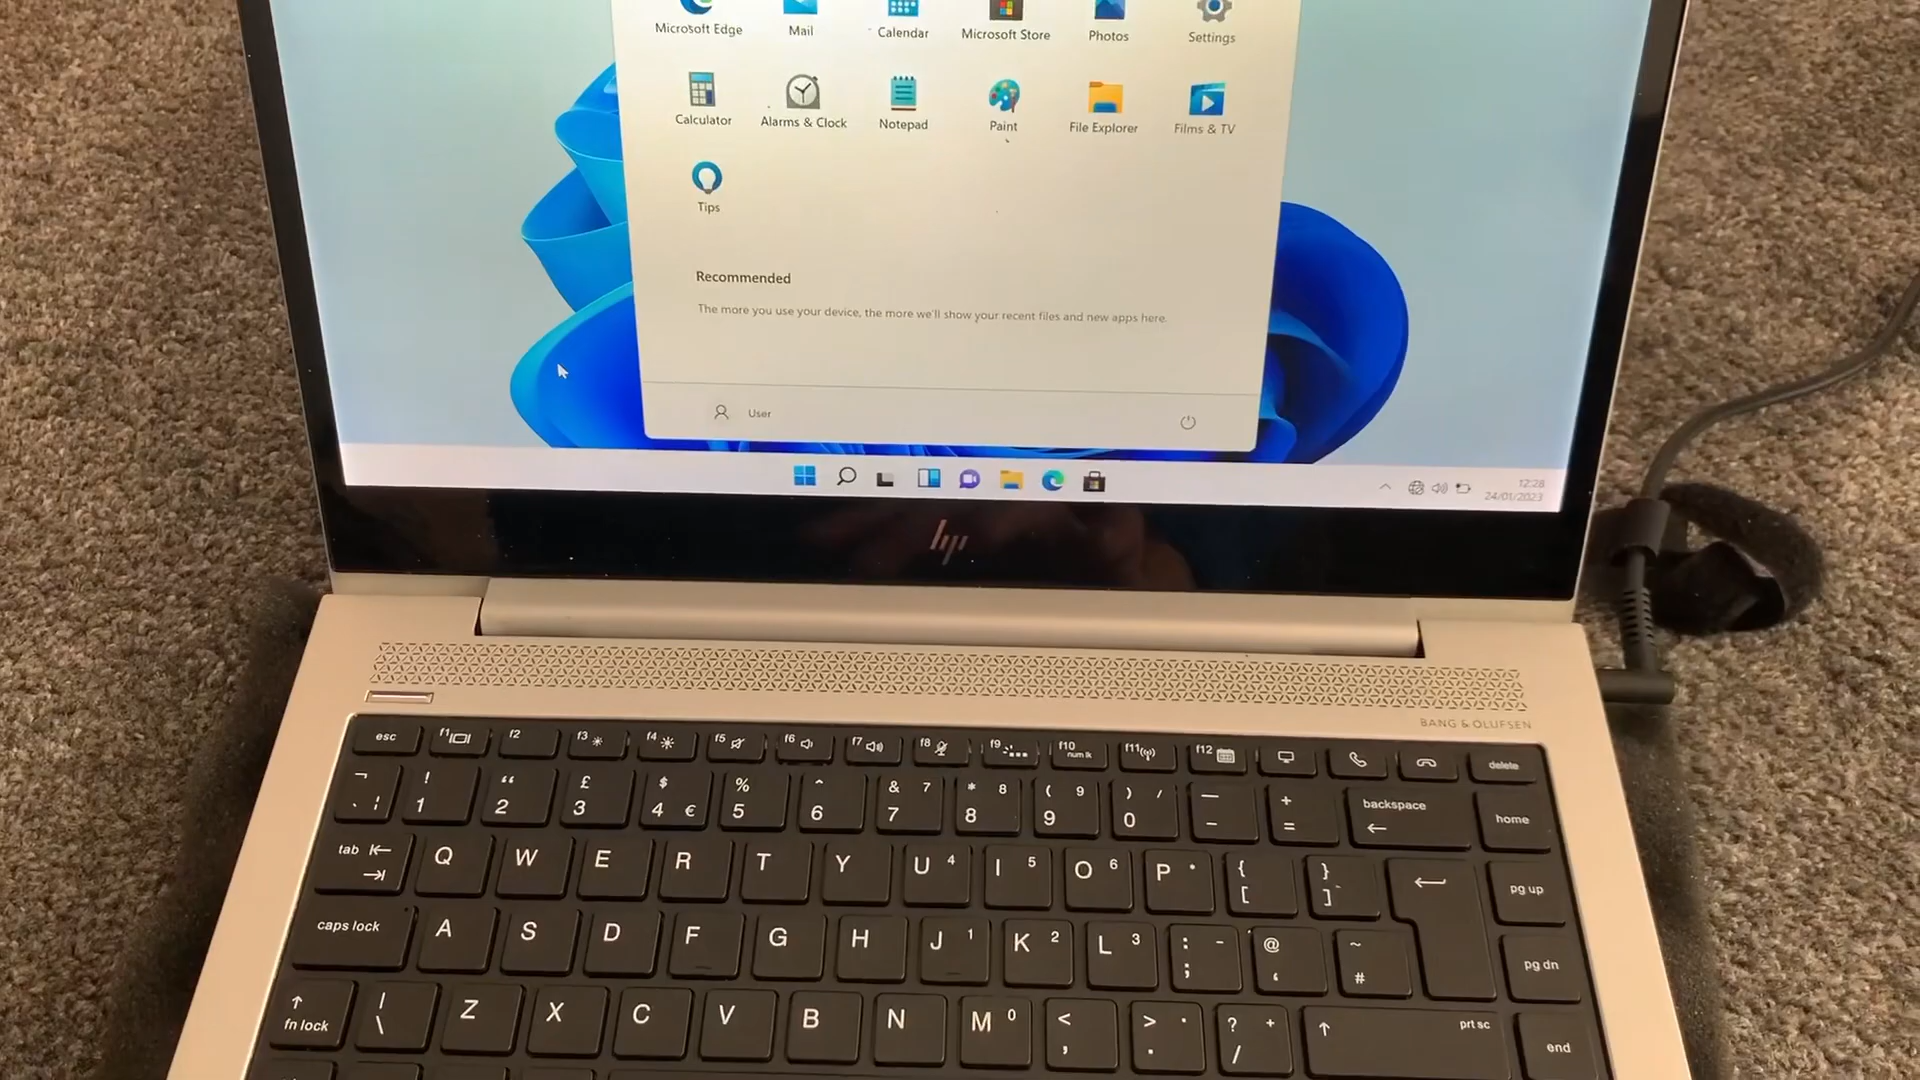 Microsoft Edge Mail Calendar Microsoft Store Photos Settings
Calculator Alarms & Clock Notepad Paint File Explorer Films & TV
Tips
Recommended
The more you use your device, the more we'll show your recent files and new apps here.
User
12:28
24/01/2023
hp
BANG & OLUFSEN
esc f1 f2 f3 f4 f5 f6 f7 f8 f9 f10 num lk f11 f12 delete
¬ ! “ £ $ % ^ & 7 * 8 ( 9 ) / — + backspace
` ¦ 1 2 3 4 € 5 6 7 8 9 0 - = home
tab Q W E R T Y U 4 I 5 O 6 P * { [ } ] pg up
caps lock A S D F G H J 1 K 2 L 3 : ; - @ ' ~ # pg dn
fn lock | \ Z X C V B N M 0 < , > . . ? / + prt sc end